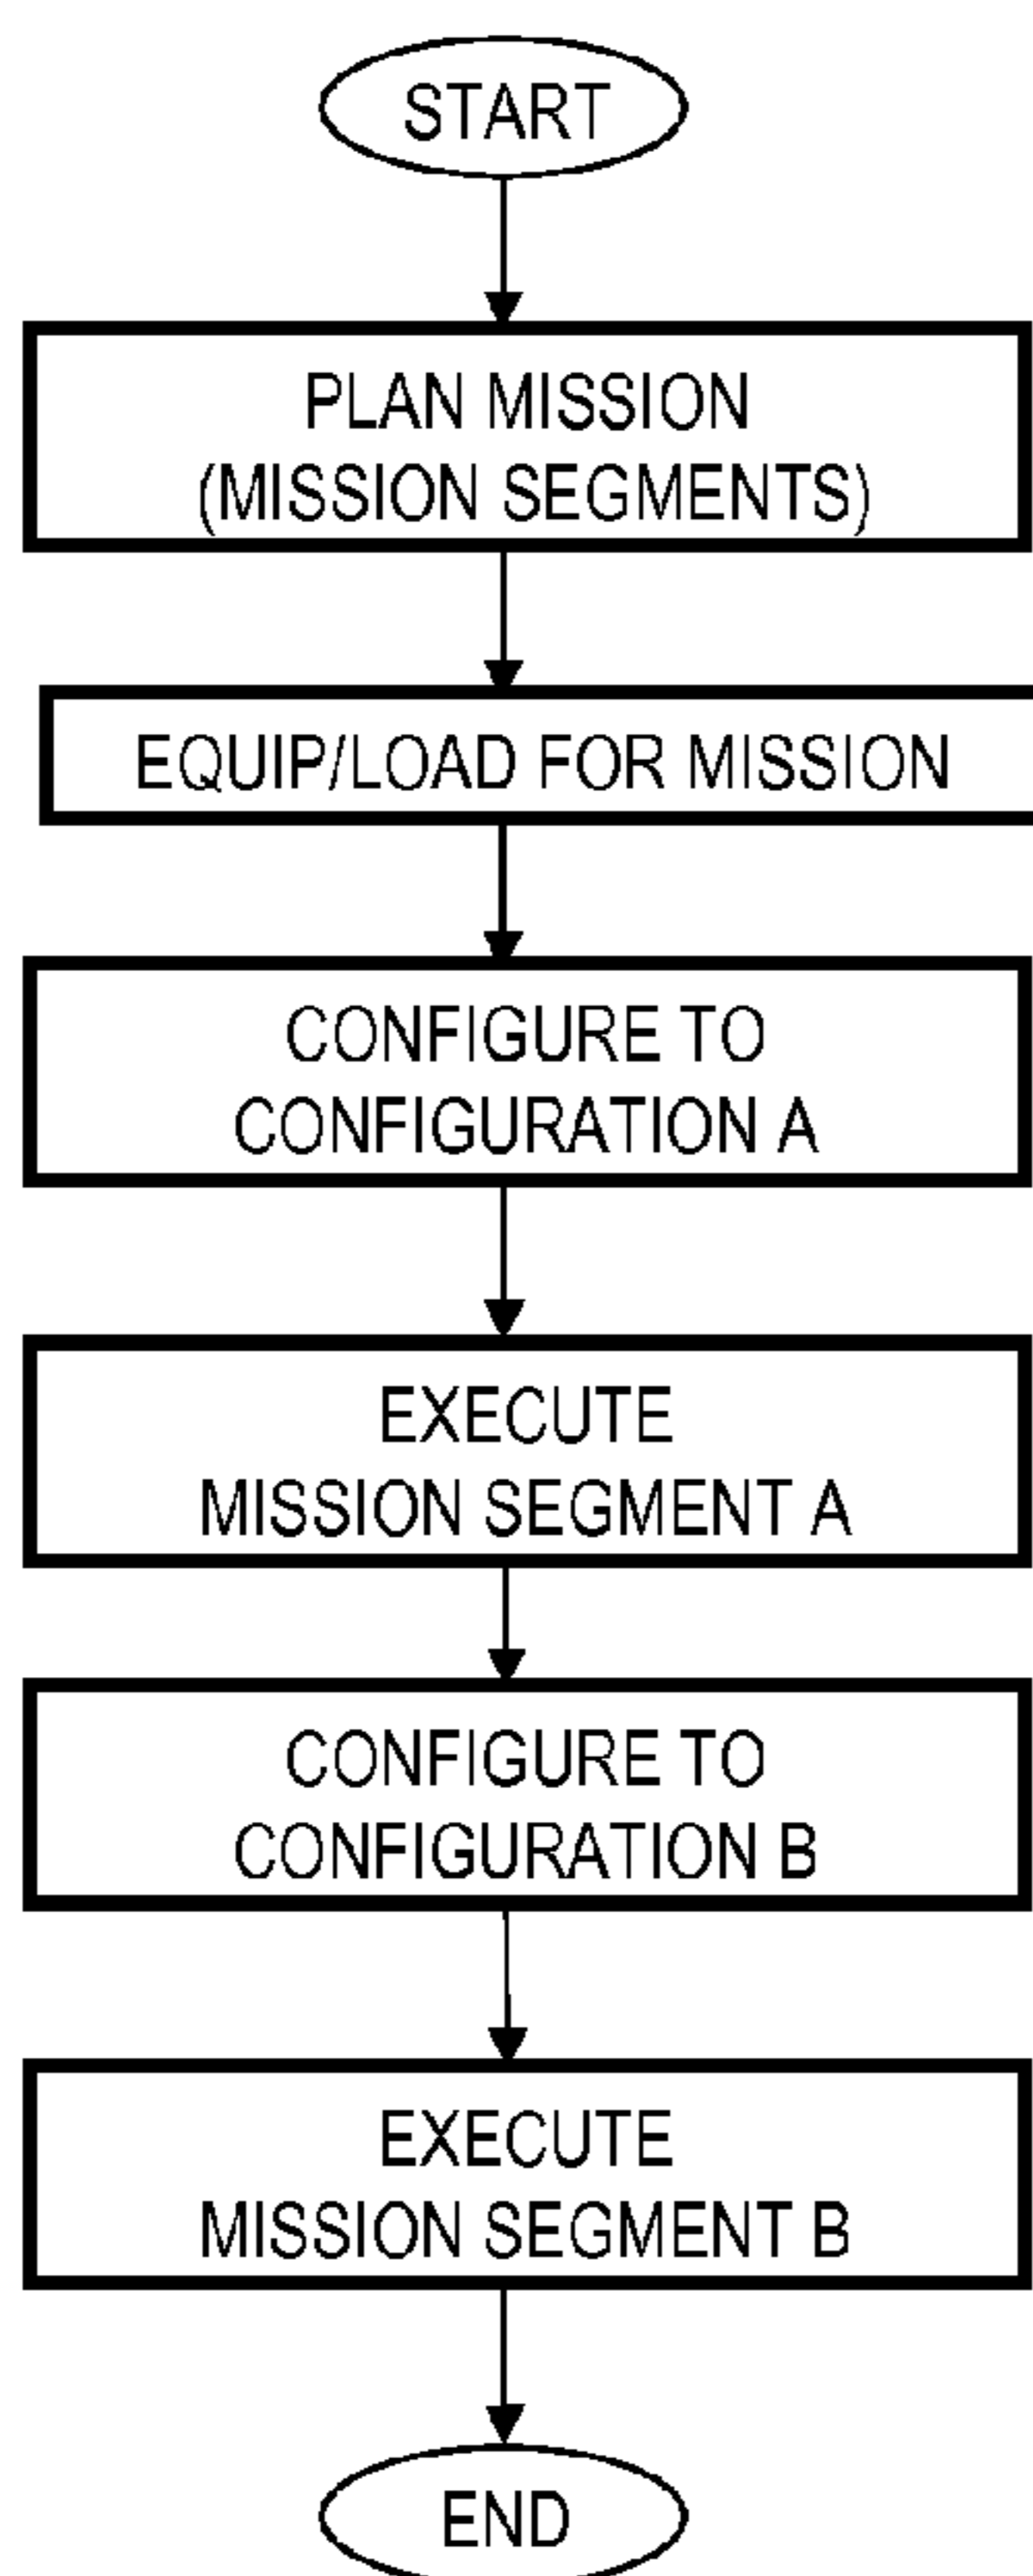 START
PLAN MISSION
(MISSION SEGMENTS)
EQUIP/LOAD FOR MISSION
CONFIGURE TO
CONFIGURATION A
EXECUTE
MISSION SEGMENT A
CONFIGURE TO
CONFIGURATION B
EXECUTE
MISSION SEGMENT B
END